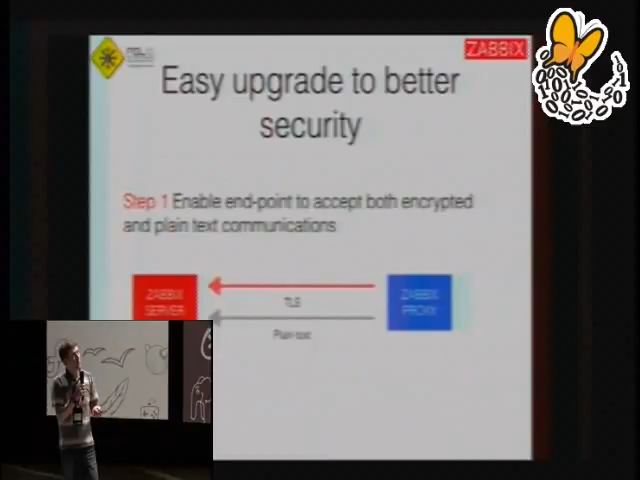 ZABBIX
Easy upgrade to better
security
Step 1 Enable end-point to accept both encrypted
and plain text communications
ZABBIX
SERVER
TLS
ZABBIX
PROXY
Plain text